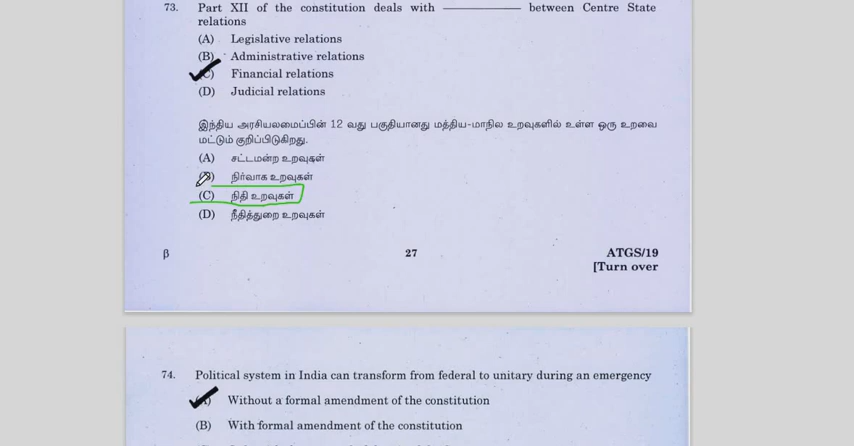 73. Part XII of the constitution deals with ——————— between Centre State
relations
(A) Legislative relations
(B) Administrative relations
(C) Financial relations
(D) Judicial relations
இந்திய அரசியலமைப்பின் 12 வது பகுதியானது மத்திய-மாநில உறவுகளில் உள்ள ஒரு உறவை
மட்டும் குறிப்பிடுகிறது.
(A) சட்டமன்ற உறவுகள்
(B) நிர்வாக உறவுகள்
(C) நிதி உறவுகள்
(D) நீதித்துறை உறவுகள்
β 27 ATGS/19
[Turn over
74. Political system in India can transform from federal to unitary during an emergency
(A) Without a formal amendment of the constitution
(B) With formal amendment of the constitution